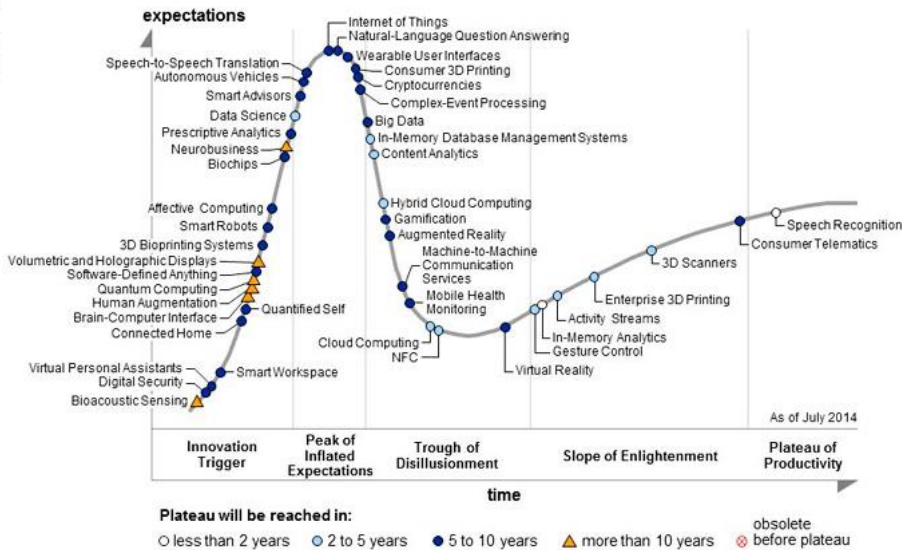 expectations
Internet of Things
Natural-Language Question Answering
Wearable User Interfaces
Speech-to-Speech Translation
Consumer 3D Printing
Autonomous Vehicles
Cryptocurrencies
Smart Advisors
Complex-Event Processing
Data Science
Big Data
Prescriptive Analytics
In-Memory Database Management Systems
Neurobusiness
Content Analytics
Biochips
Hybrid Cloud Computing
Affective Computing
Gamification
Speech Recognition
Smart Robots
Augmented Reality
Consumer Telematics
3D Bioprinting Systems
Machine-to-Machine
Communication
Services
Volumetric and Holographic Displays
3D Scanners
Software-Defined Anything
Quantum Computing
Mobile Health
Monitoring
Enterprise 3D Printing
Human Augmentation
Quantified Self
Brain-Computer Interface
Activity Streams
Connected Home
In-Memory Analytics
Cloud Computing
Gesture Control
NFC
Virtual Personal Assistants
Smart Workspace
Virtual Reality
Digital Security
Bioacoustic Sensing
As of July 2014
Innovation
Trigger
Peak of
Inflated
Expectations
Trough of
Disillusionment
Slope of Enlightenment
Plateau of
Productivity
time
Plateau will be reached in:
less than 2 years
2 to 5 years
5 to 10 years
more than 10 years
obsolete
before plateau